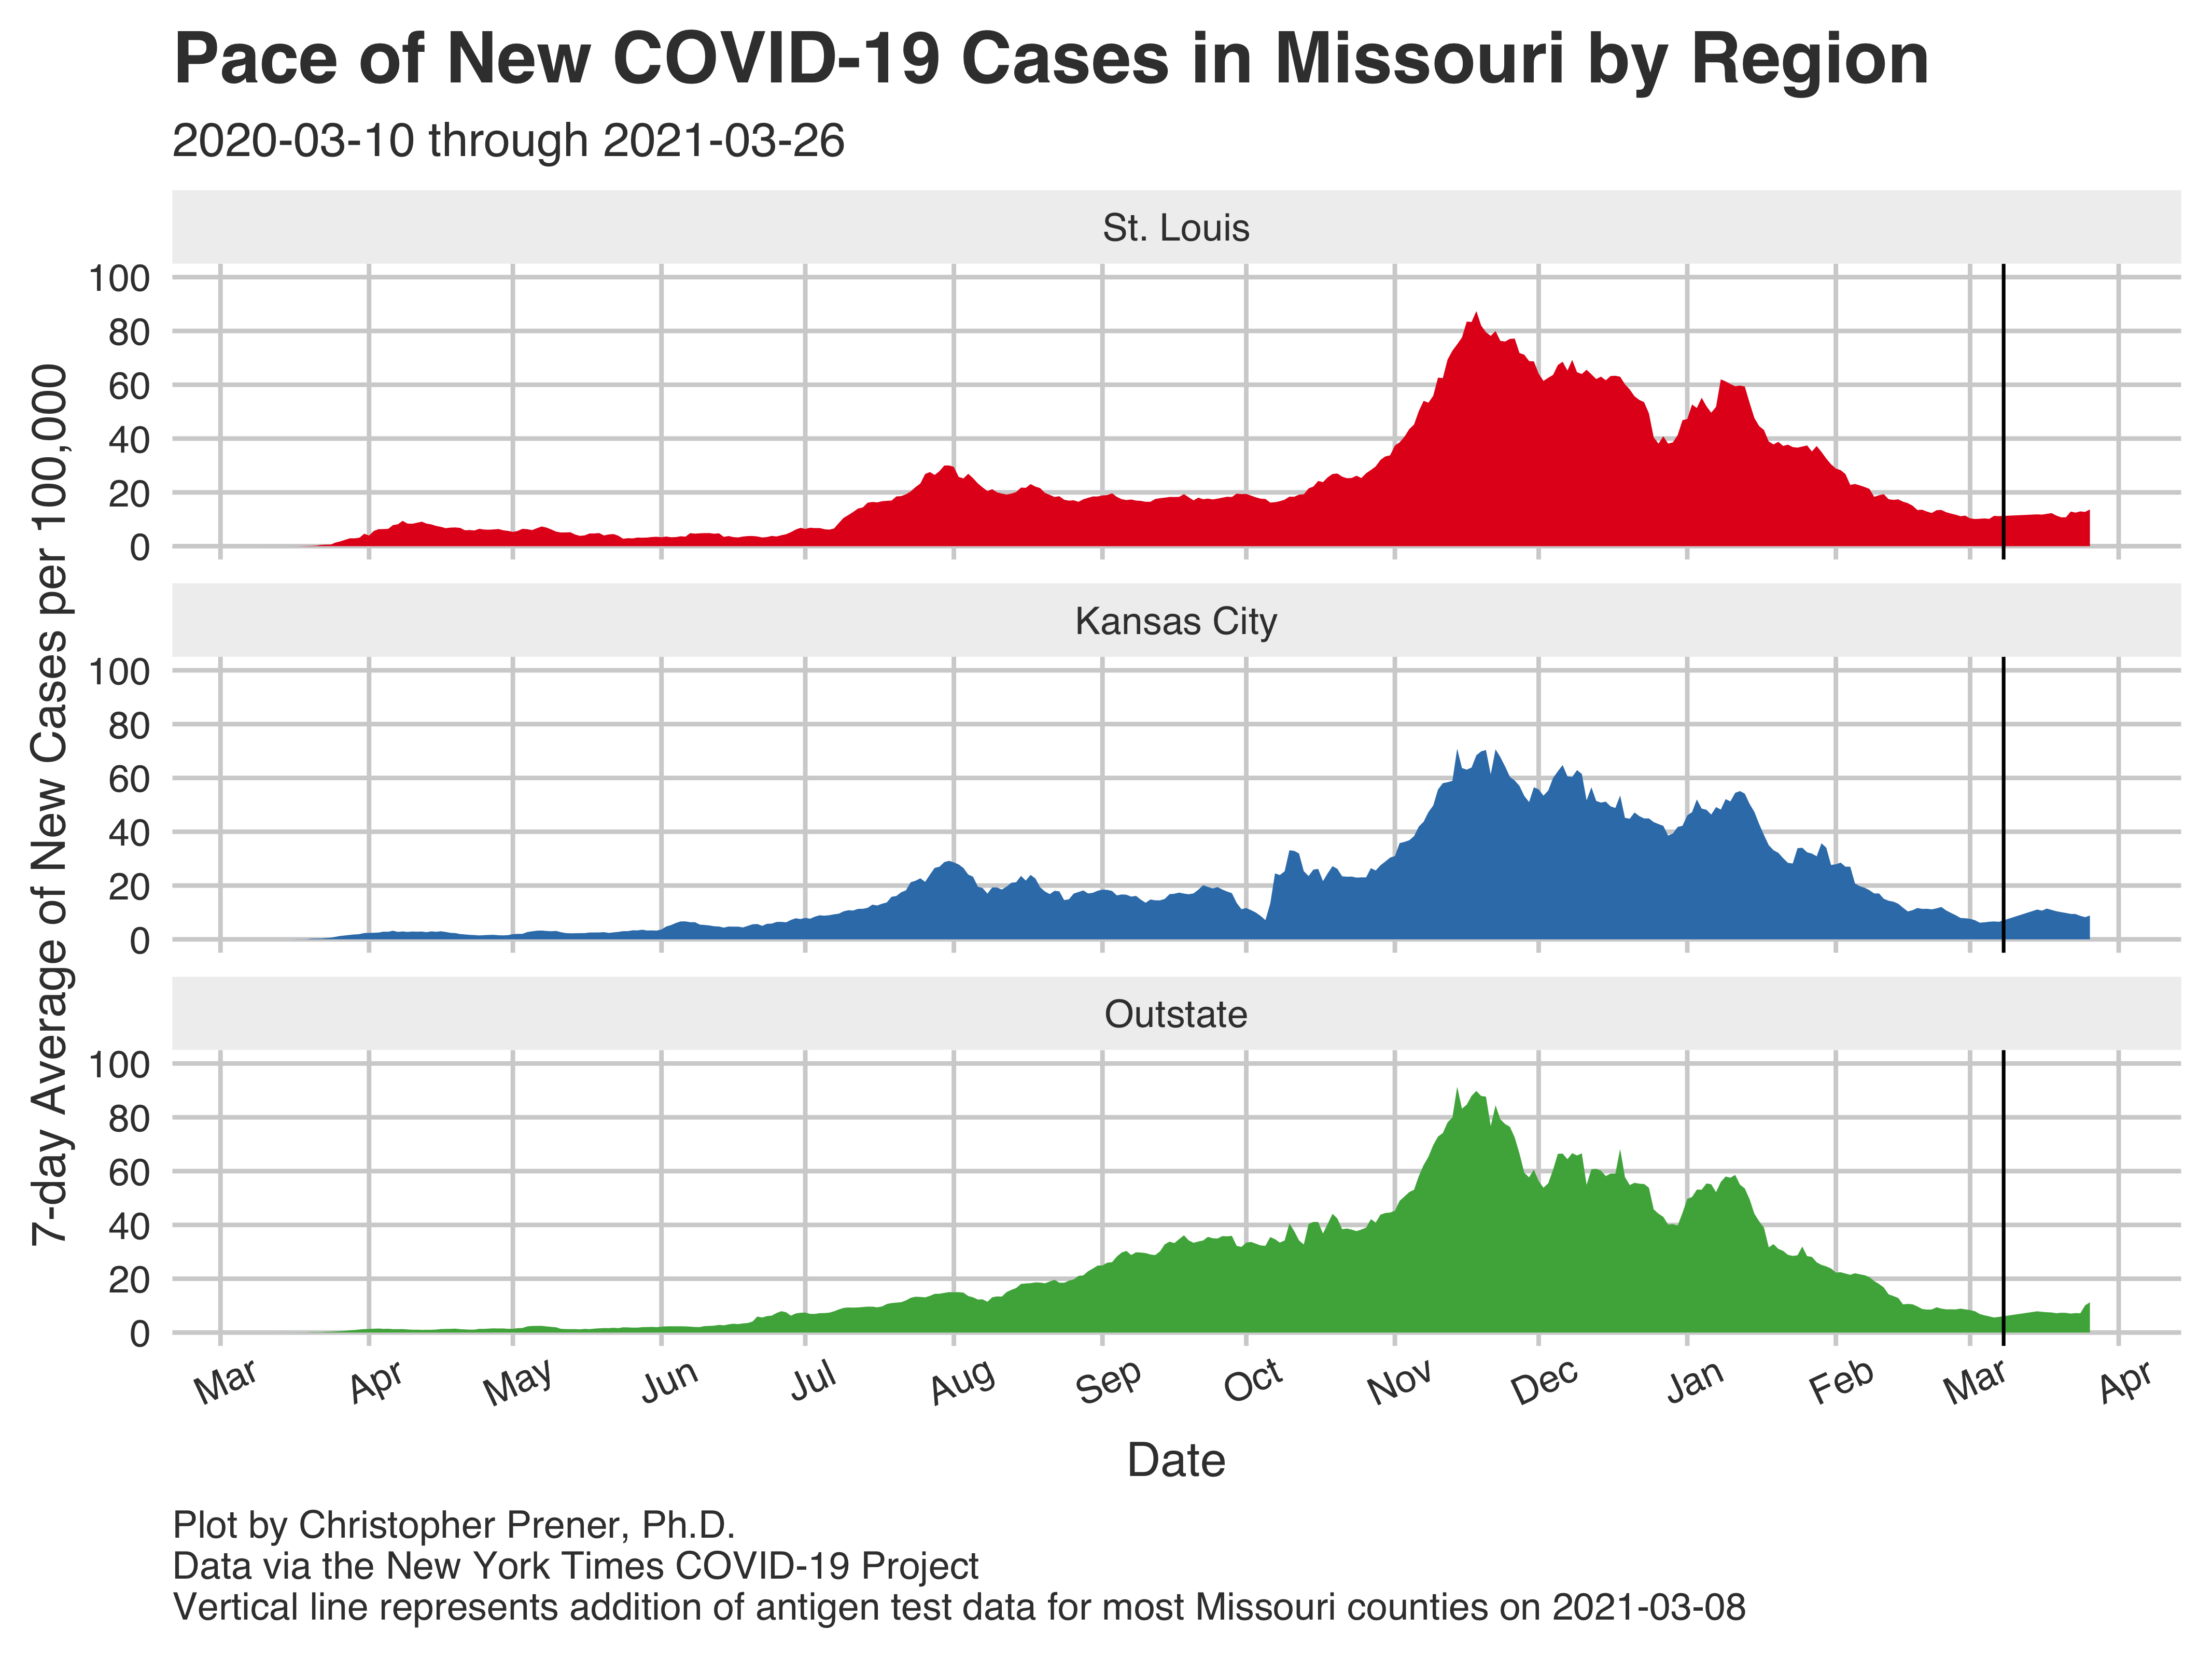 Pace of New COVID-19 Cases in Missouri by Region
2020-03-10 through 2021-03-26
7-day Average of New Cases per 100,000
St. Louis
100
80
60
40
20
0
Kansas City
100
80
60
40
20
0
Outstate
100
80
60
40
20
0
Mar Apr May Jun Jul Aug Sep Oct Nov Dec Jan Feb Mar Apr
Date
Plot by Christopher Prener, Ph.D.
Data via the New York Times COVID-19 Project
Vertical line represents addition of antigen test data for most Missouri counties on 2021-03-08